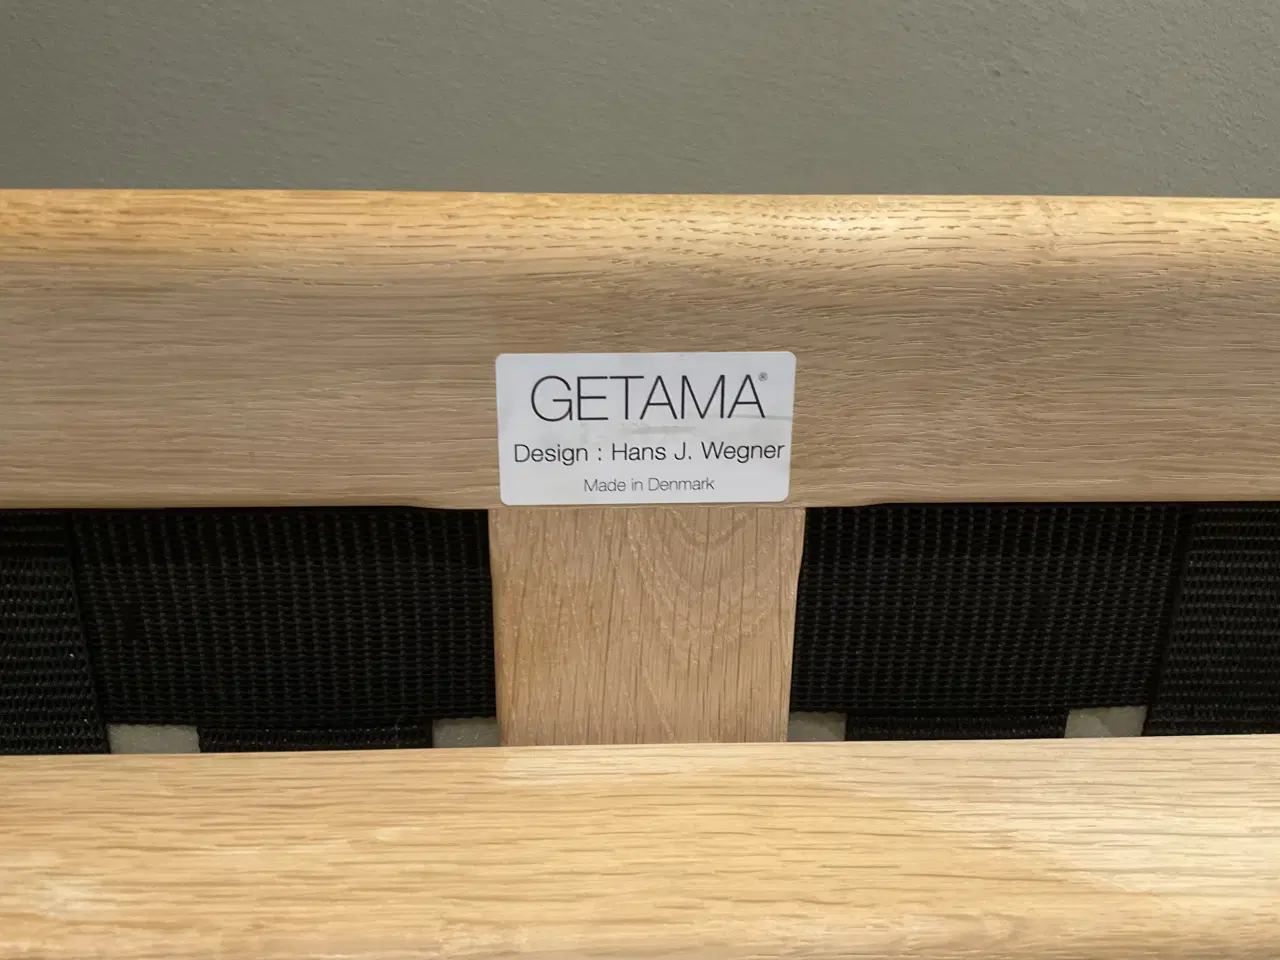 GETAMA®
Design : Hans J. Wegner
Made in Denmark